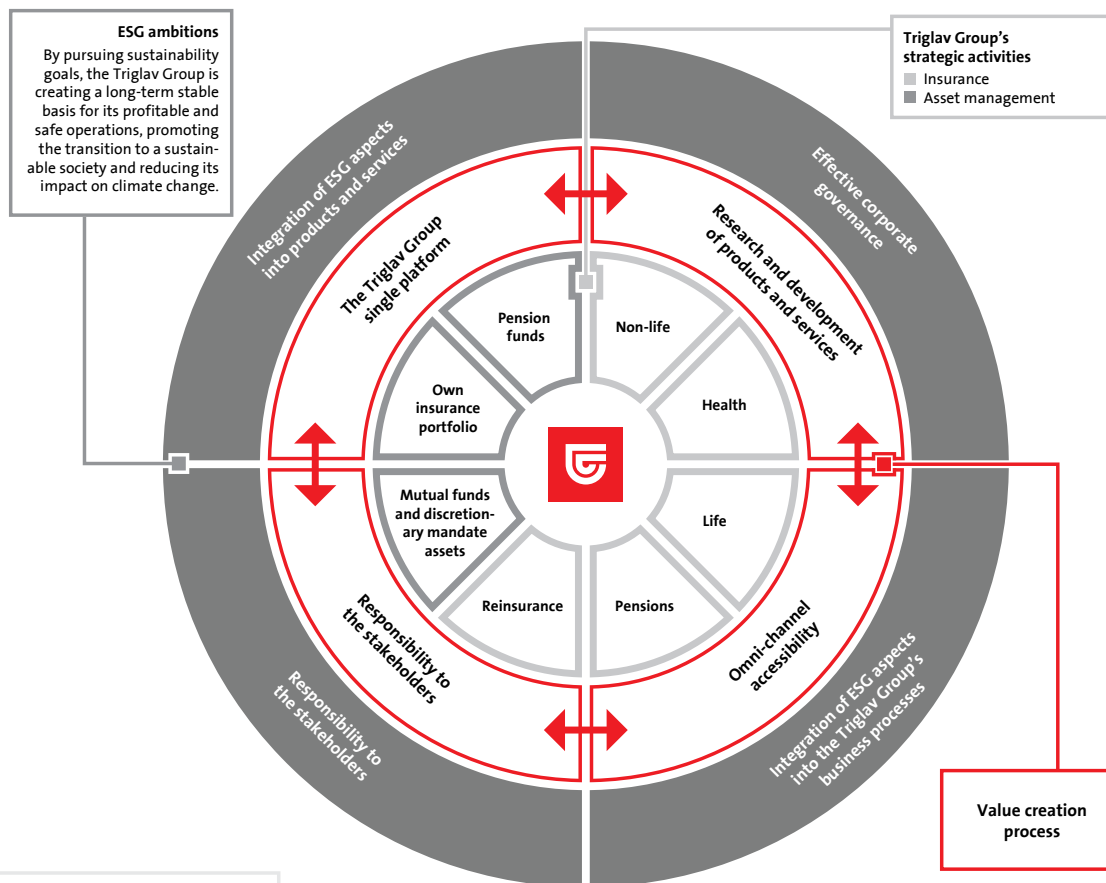 ESG ambitions
By pursuing sustainability
goals, the Triglav Group is
creating a long-term stable
basis for its profitable and
safe operations, promoting
the transition to a sustain-
able society and reducing its
impact on climate change.
Triglav Group's
strategic activities
Insurance
Asset management
Integration of ESG aspects
into products and services
Effective corporate
governance
The Triglav Group
single platform
Research and development
of products and services
Pension
funds
Non-life
Own
insurance
portfolio
Health
Mutual funds
and discretion-
ary mandate
assets
Life
Reinsurance
Pensions
Responsibility to
the stakeholders
Omni-channel
accessibility
Responsibility to
the stakeholders
Integration of ESG aspects
into the Triglav Group's
business processes
Value creation
process